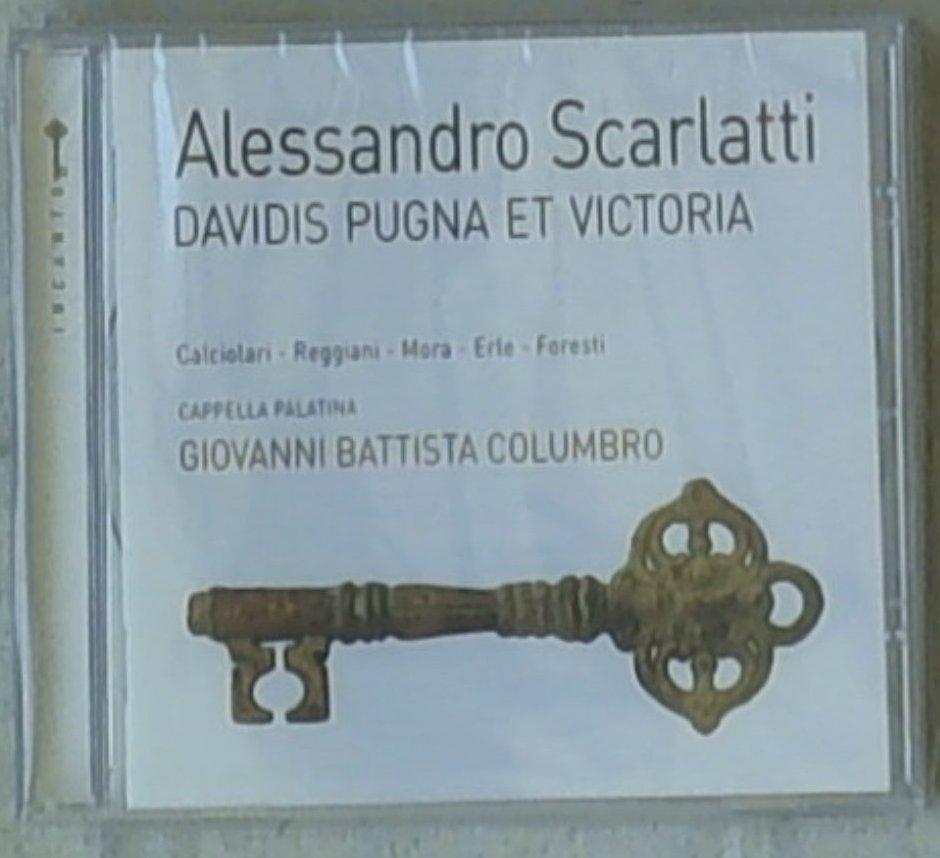 Alessandro Scarlatti
DAVIDIS PUGNA ET VICTORIA
Calciolari - Reggiani - Mora - Erle - Foresti
CAPPELLA PALATINA
GIOVANNI BATTISTA COLUMBRO